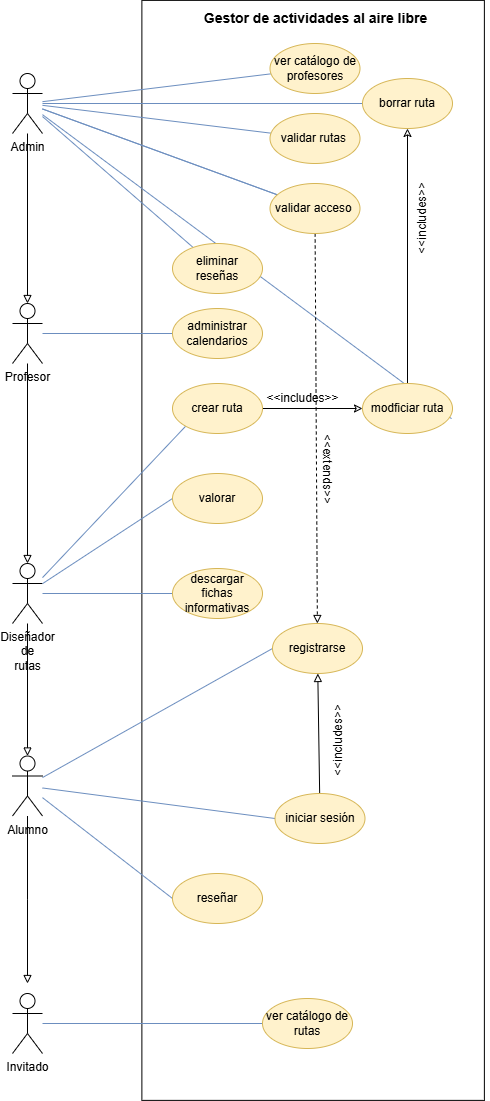 Gestor de actividades al aire libre
ver catálogo de
profesores
borrar ruta
Admin
validar rutas
<<includes>>
validar acceso
eliminar
reseñas
administrar
calendarios
Profesor
crear ruta
<<includes>>
modficiar ruta
<<extends>>
valorar
descargar
fichas
informativas
Diseñador
de
rutas
registrarse
<<includes>>
iniciar sesión
Alumno
reseñar
ver catálogo de
rutas
Invitado